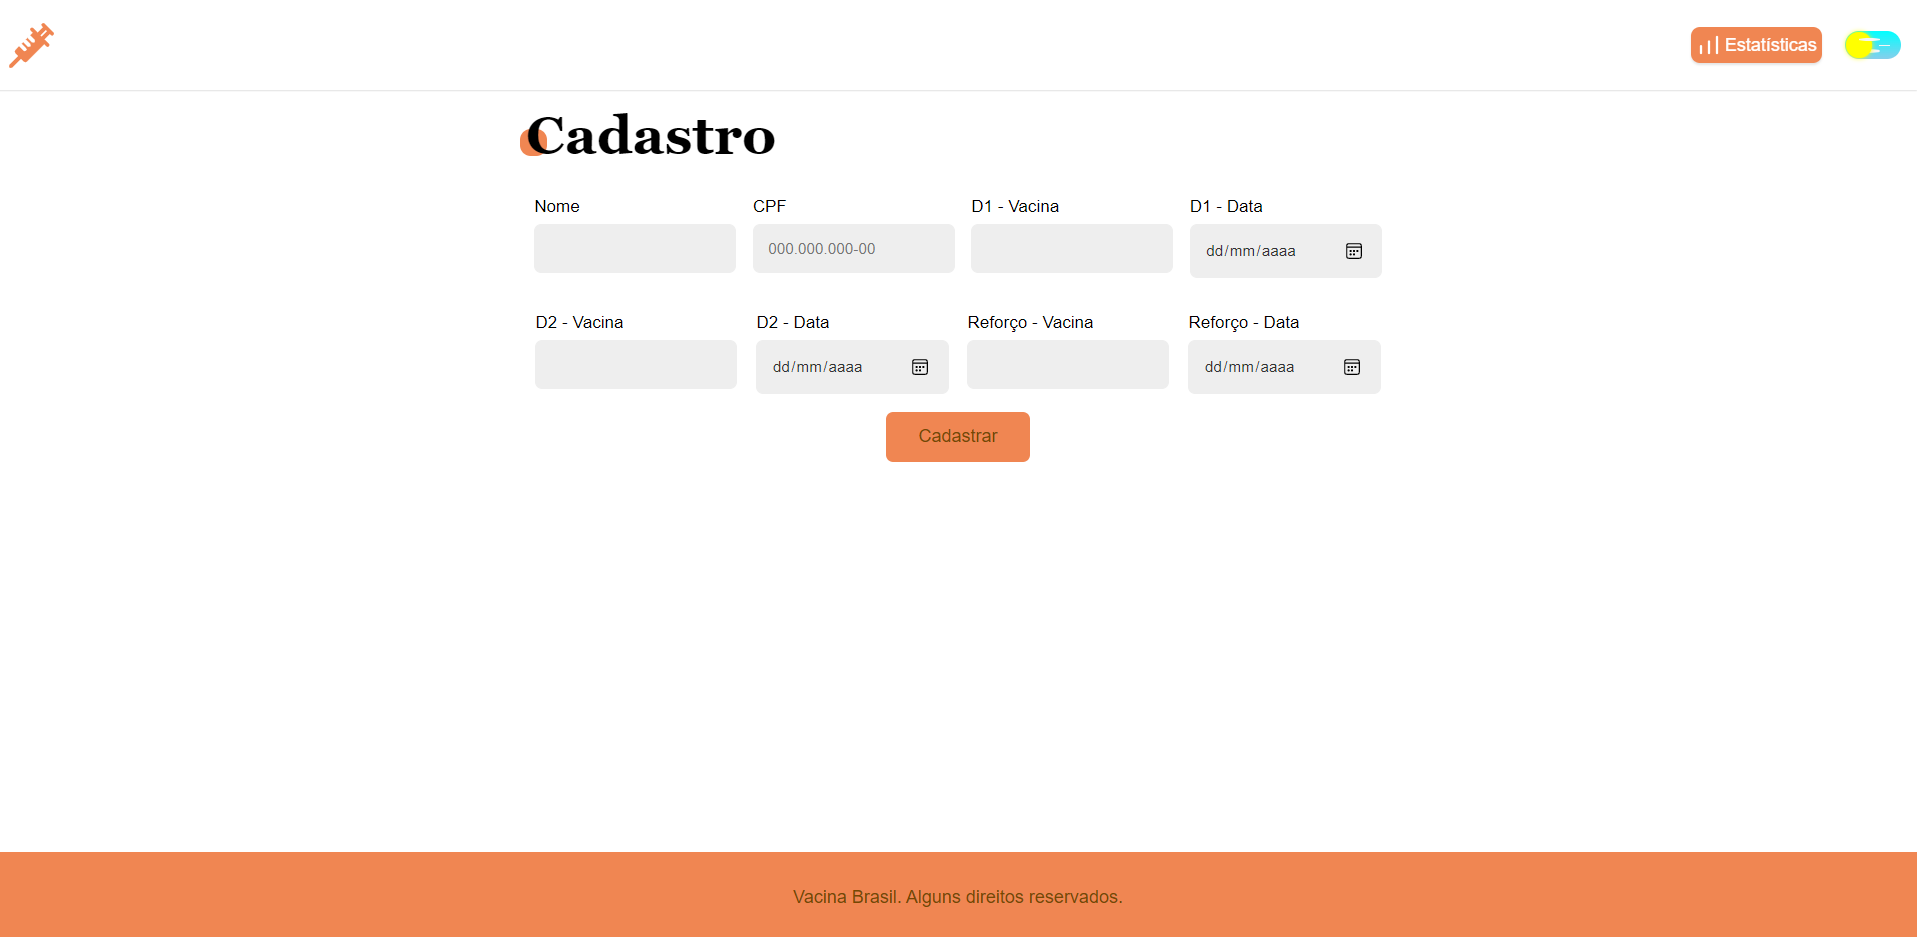 Estatísticas
Cadastro
Nome CPF D1 - Vacina D1 - Data
000.000.000-00 dd/mm/aaaa
D2 - Vacina D2 - Data Reforço - Vacina Reforço - Data
dd/mm/aaaa dd/mm/aaaa
Cadastrar
Vacina Brasil. Alguns direitos reservados.